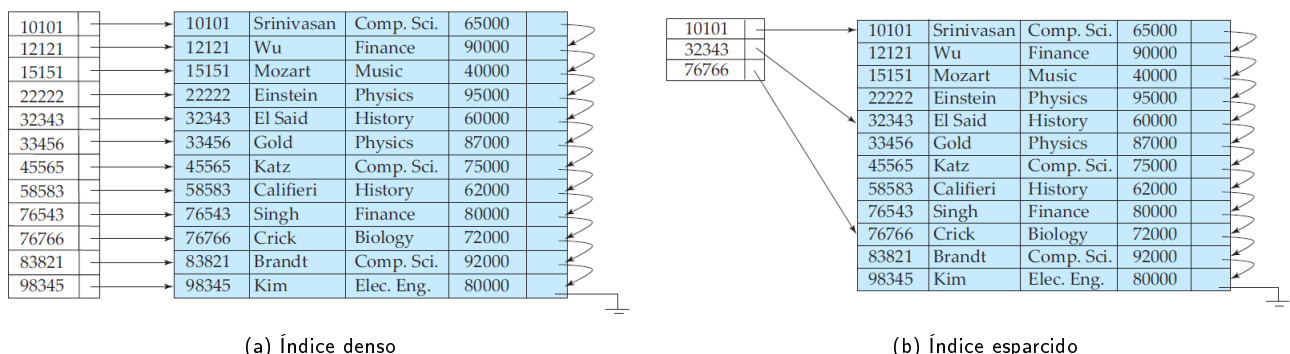 10101 10101 Srinivasan Comp. Sci. 65000
12121 12121 Wu Finance 90000
15151 15151 Mozart Music 40000
22222 22222 Einstein Physics 95000
32343 32343 El Said History 60000
33456 33456 Gold Physics 87000
45565 45565 Katz Comp. Sci. 75000
58583 58583 Califieri History 62000
76543 76543 Singh Finance 80000
76766 76766 Crick Biology 72000
83821 83821 Brandt Comp. Sci. 92000
98345 98345 Kim Elec. Eng. 80000
(a) Índice denso
10101
32343
76766
10101 Srinivasan Comp. Sci. 65000
12121 Wu Finance 90000
15151 Mozart Music 40000
22222 Einstein Physics 95000
32343 El Said History 60000
33456 Gold Physics 87000
45565 Katz Comp. Sci. 75000
58583 Califieri History 62000
76543 Singh Finance 80000
76766 Crick Biology 72000
83821 Brandt Comp. Sci. 92000
98345 Kim Elec. Eng. 80000
(b) Índice esparcido